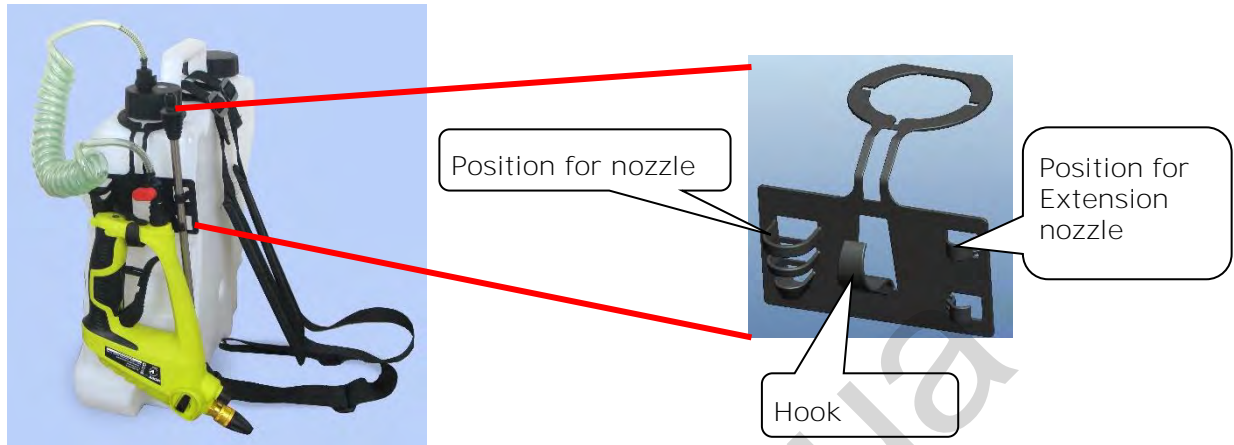 Position for nozzle
Position for
Extension
nozzle
Hook